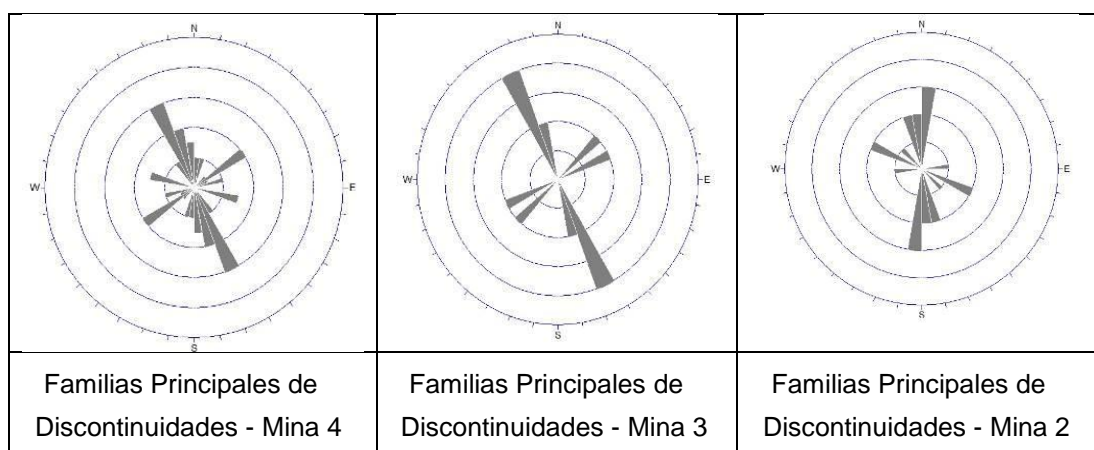 N
W
E
S
N
W
E
S
N
W
E
S
Familias Principales de
Discontinuidades - Mina 4
Familias Principales de
Discontinuidades - Mina 3
Familias Principales de
Discontinuidades - Mina 2